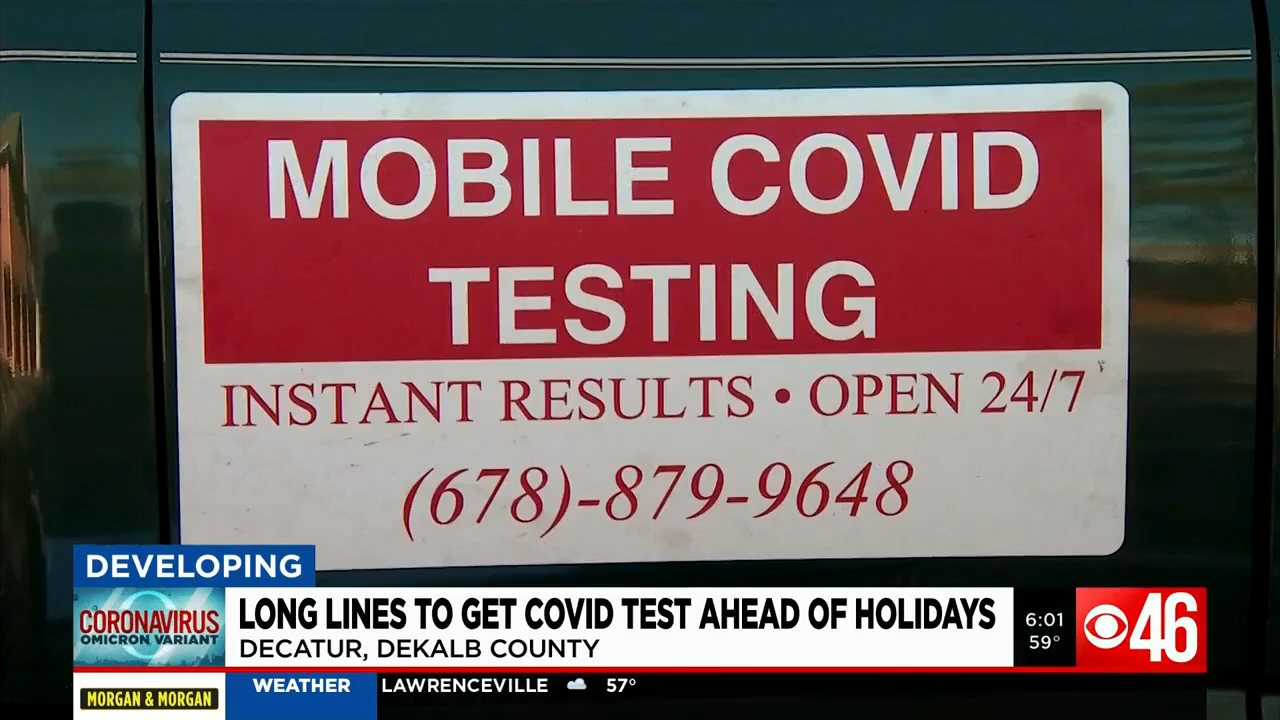 MOBILE COVID
TESTING
INSTANT RESULTS • OPEN 24/7
(678)-879-9648
DEVELOPING
CORONAVIRUS
OMICRON VARIANT
LONG LINES TO GET COVID TEST AHEAD OF HOLIDAYS
DECATUR, DEKALB COUNTY
6:01
59°
46
MORGAN & MORGAN
WEATHER
LAWRENCEVILLE 57°